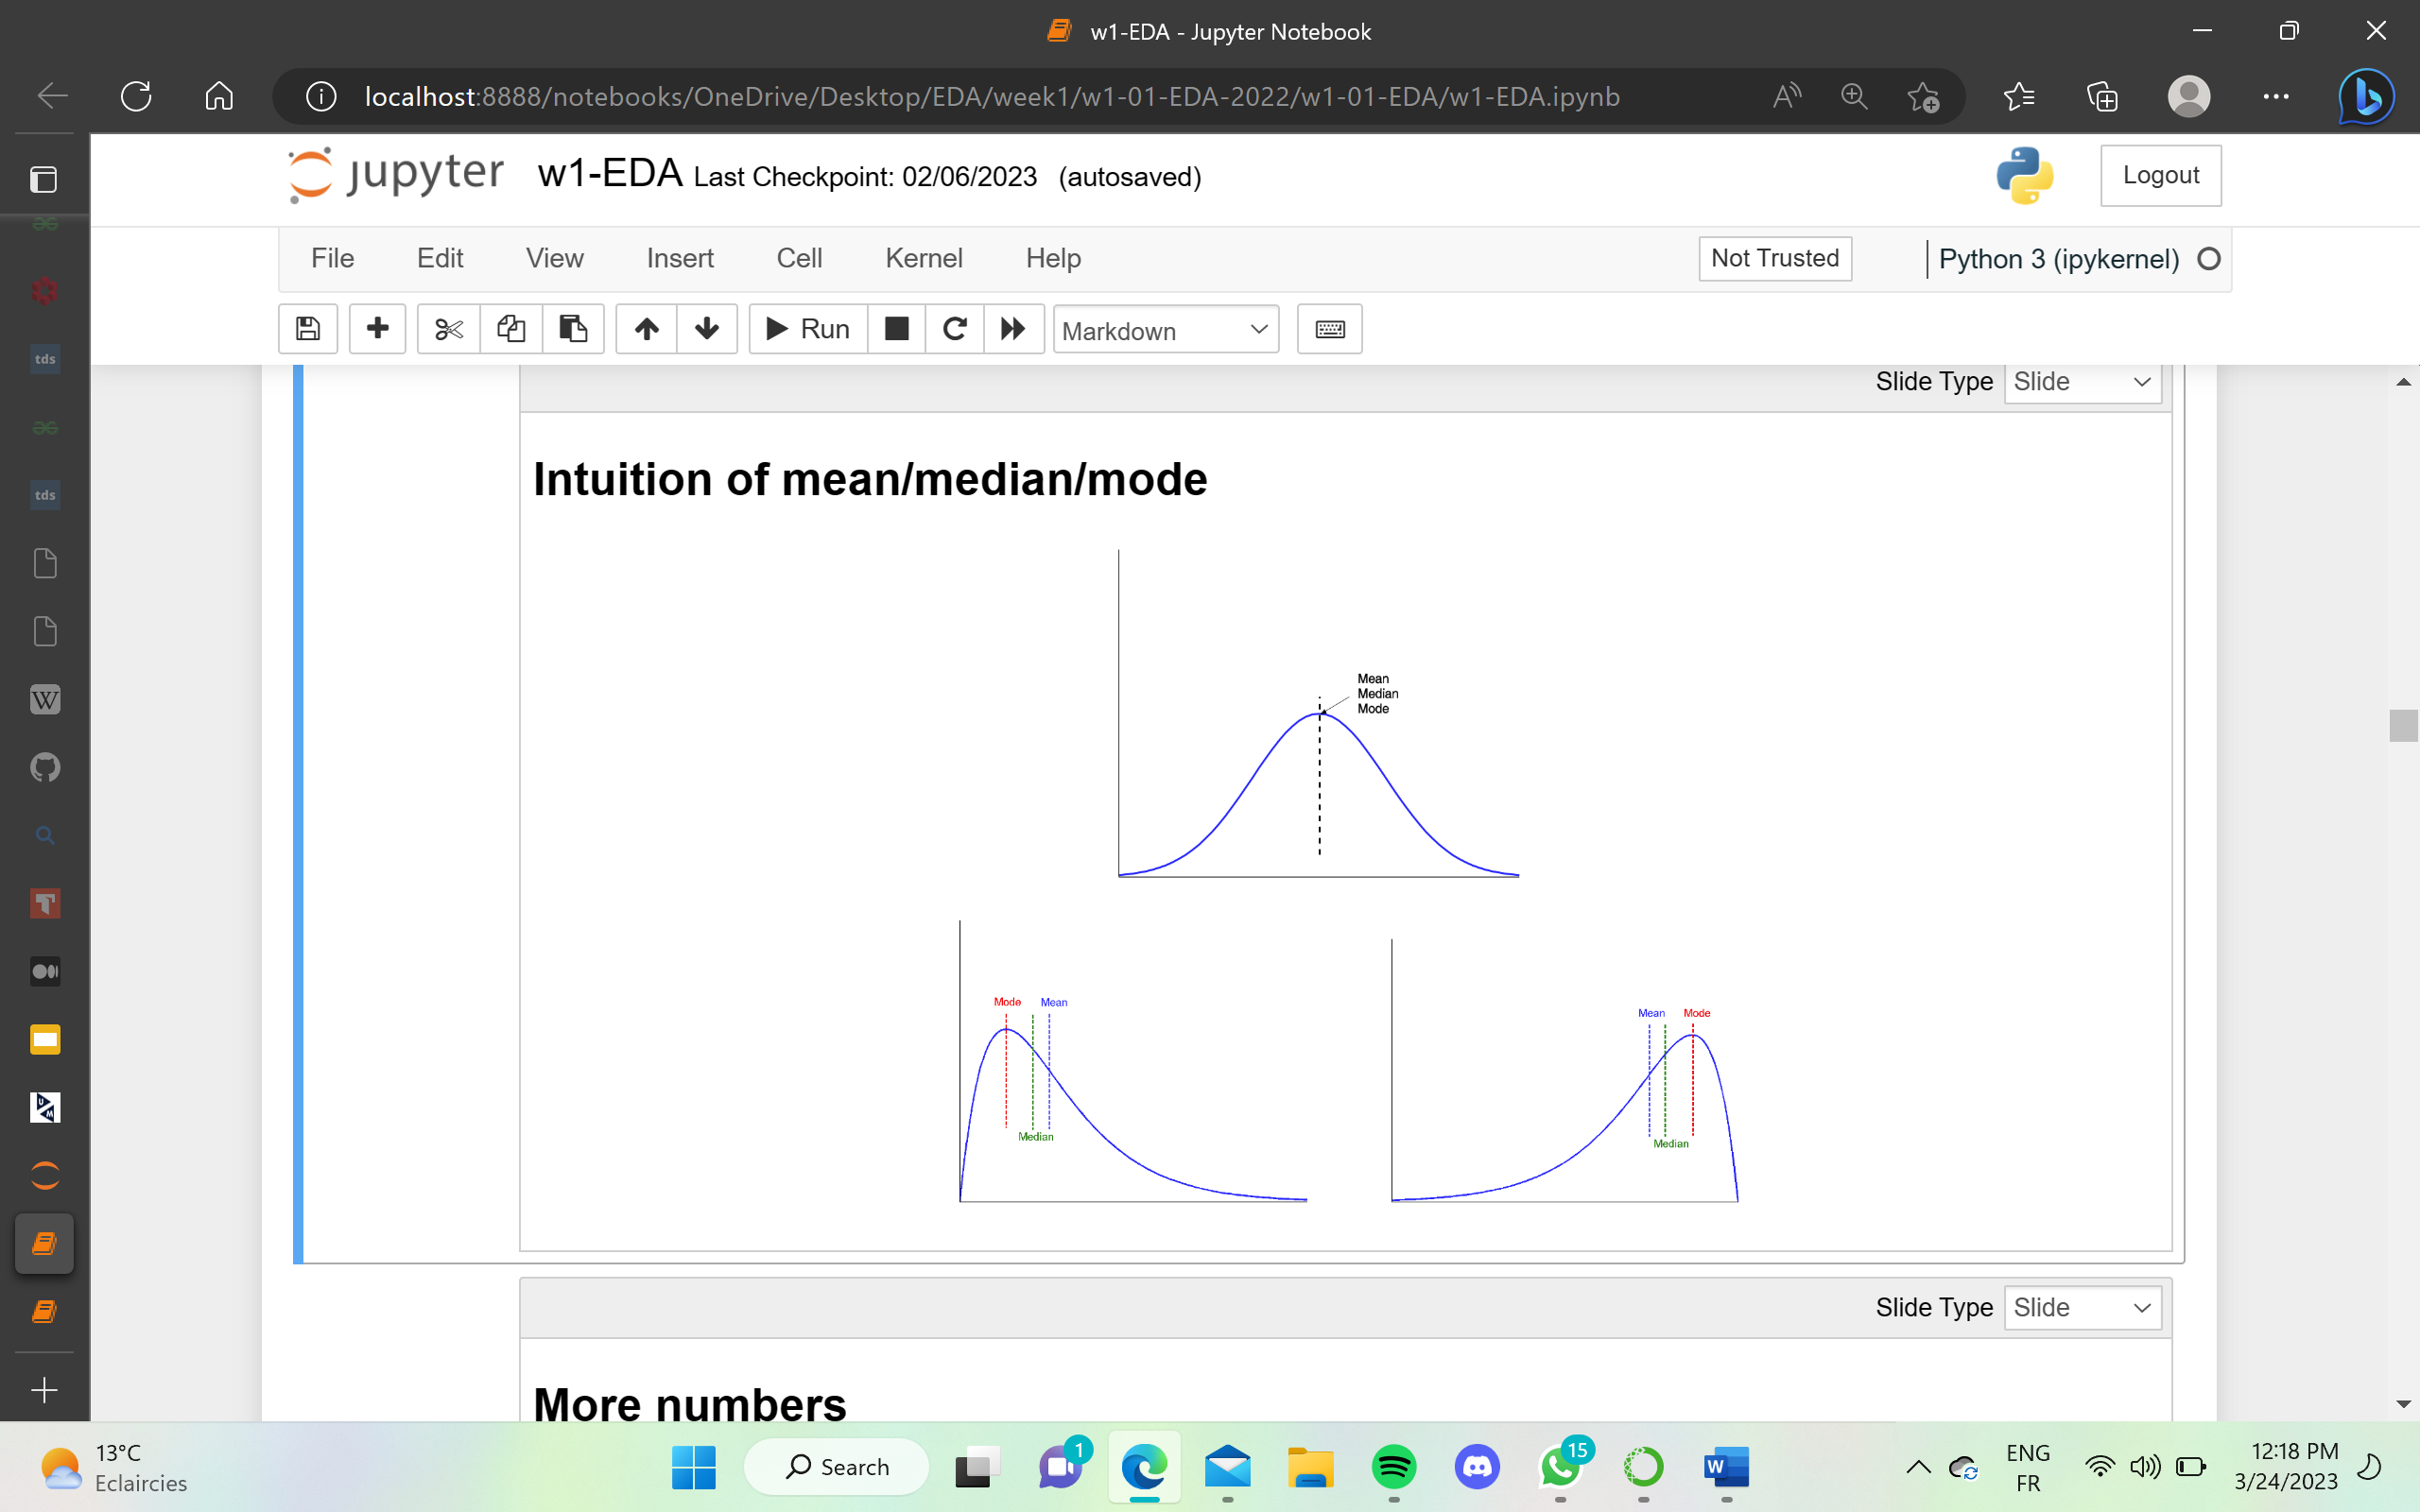 w1-EDA - Jupyter Notebook
localhost:8888/notebooks/OneDrive/Desktop/EDA/week1/w1-01-EDA-2022/w1-01-EDA/w1-EDA.ipynb
jupyter w1-EDA Last Checkpoint: 02/06/2023 (autosaved)
Logout
File Edit View Insert Cell Kernel Help
Not Trusted
Python 3 (ipykernel)
Run
Markdown
Slide Type Slide
tds
tds
W
Intuition of mean/median/mode
Mean
Median
Mode
Mode Mean
Median
Mean Mode
Median
Slide Type Slide
More numbers
13°C
Eclaircies
Search
1
15
W
ENG
FR
12:18 PM
3/24/2023